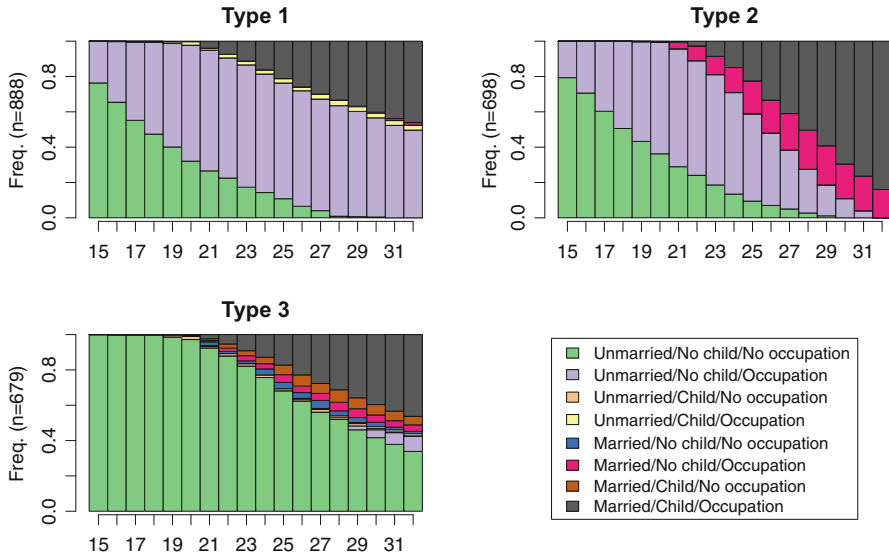 Type 1
Freq. (n=888)
0.0 0.4 0.8
15 17 19 21 23 25 27 29 31
Type 2
Freq. (n=698)
0.0 0.4 0.8
15 17 19 21 23 25 27 29 31
Type 3
Freq. (n=679)
0.0 0.4 0.8
15 17 19 21 23 25 27 29 31
Unmarried/No child/No occupation
Unmarried/No child/Occupation
Unmarried/Child/No occupation
Unmarried/Child/Occupation
Married/No child/No occupation
Married/No child/Occupation
Married/Child/No occupation
Married/Child/Occupation